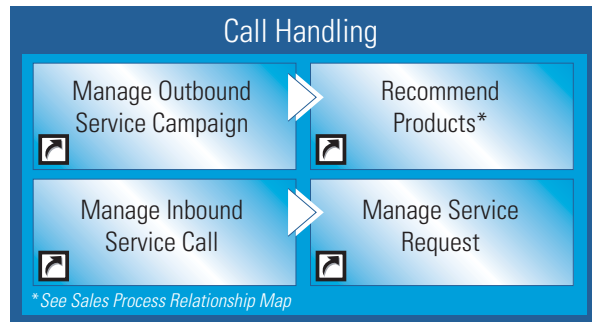 Call Handling
Manage Outbound
Service Campaign
Recommend
Products*
Manage Inbound
Service Call
Manage Service
Request
*See Sales Process Relationship Map